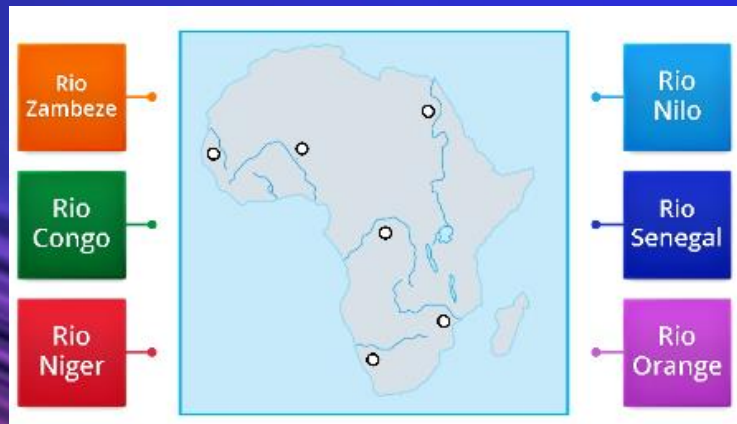 Rio
Zambeze
Rio
Congo
Rio
Niger
Rio
Nilo
Rio
Senegal
Rio
Orange